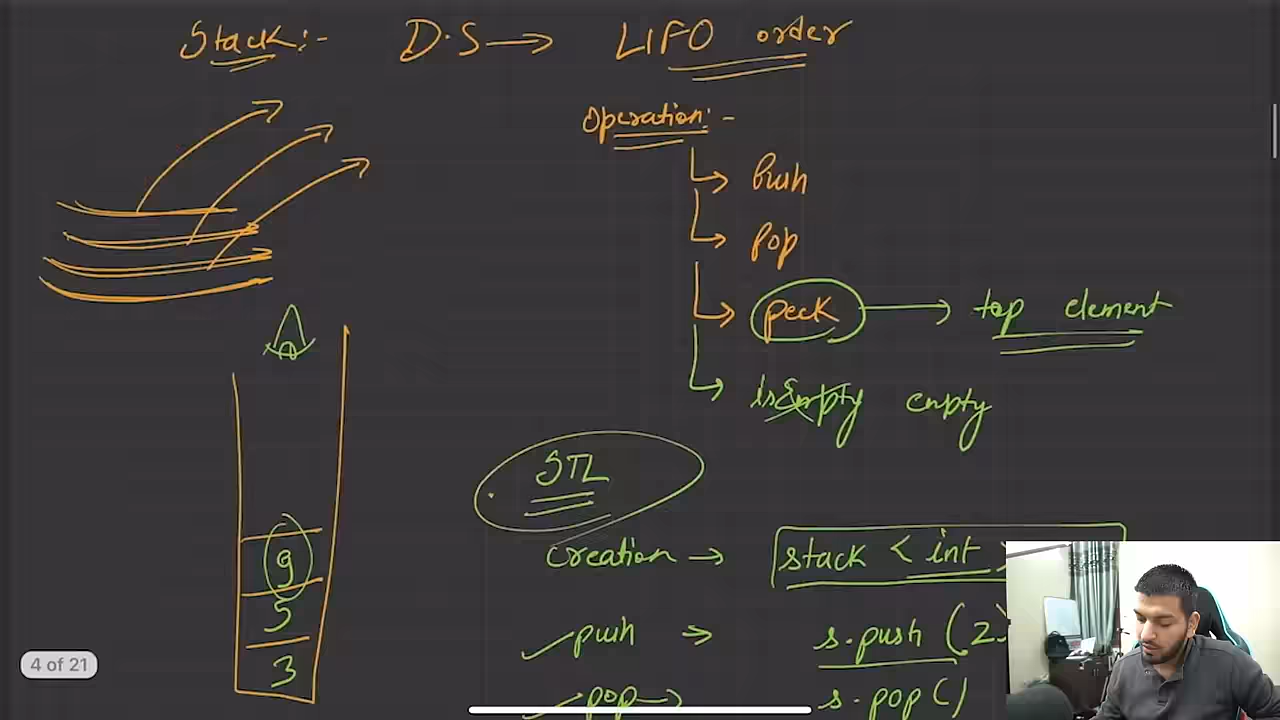 Stack:- D.S → LIFO order
Operation:-
Push
Pop
peek → top element
isEmpty empty
STL
creation → stack < int >
push → s.push (2)
pop → s.pop()
9
5
3
4 of 21